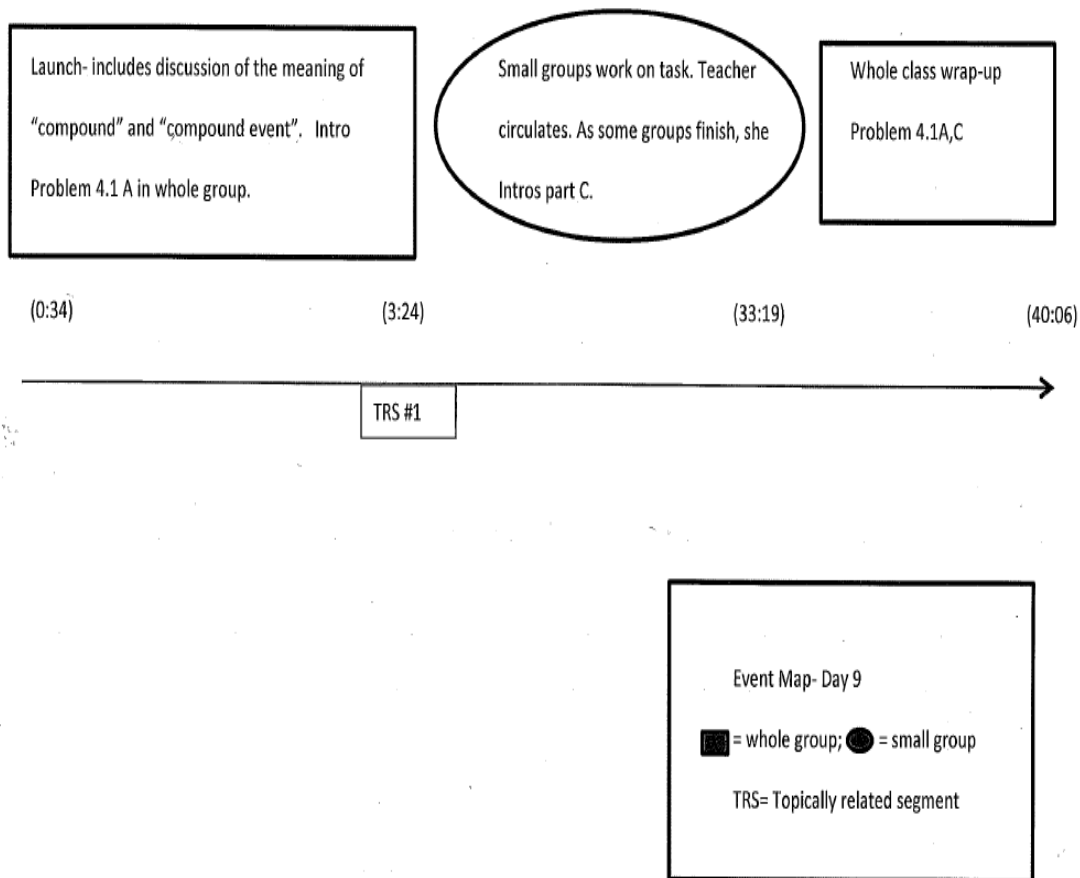 Launch- includes discussion of the meaning of
“compound” and “compound event”. Intro
Problem 4.1 A in whole group.
Small groups work on task. Teacher
circulates. As some groups finish, she
Intros part C.
Whole class wrap-up
Problem 4.1A,C
(0:34)
(3:24)
(33:19)
(40:06)
TRS #1
Event Map- Day 9
= whole group; = small group
TRS= Topically related segment